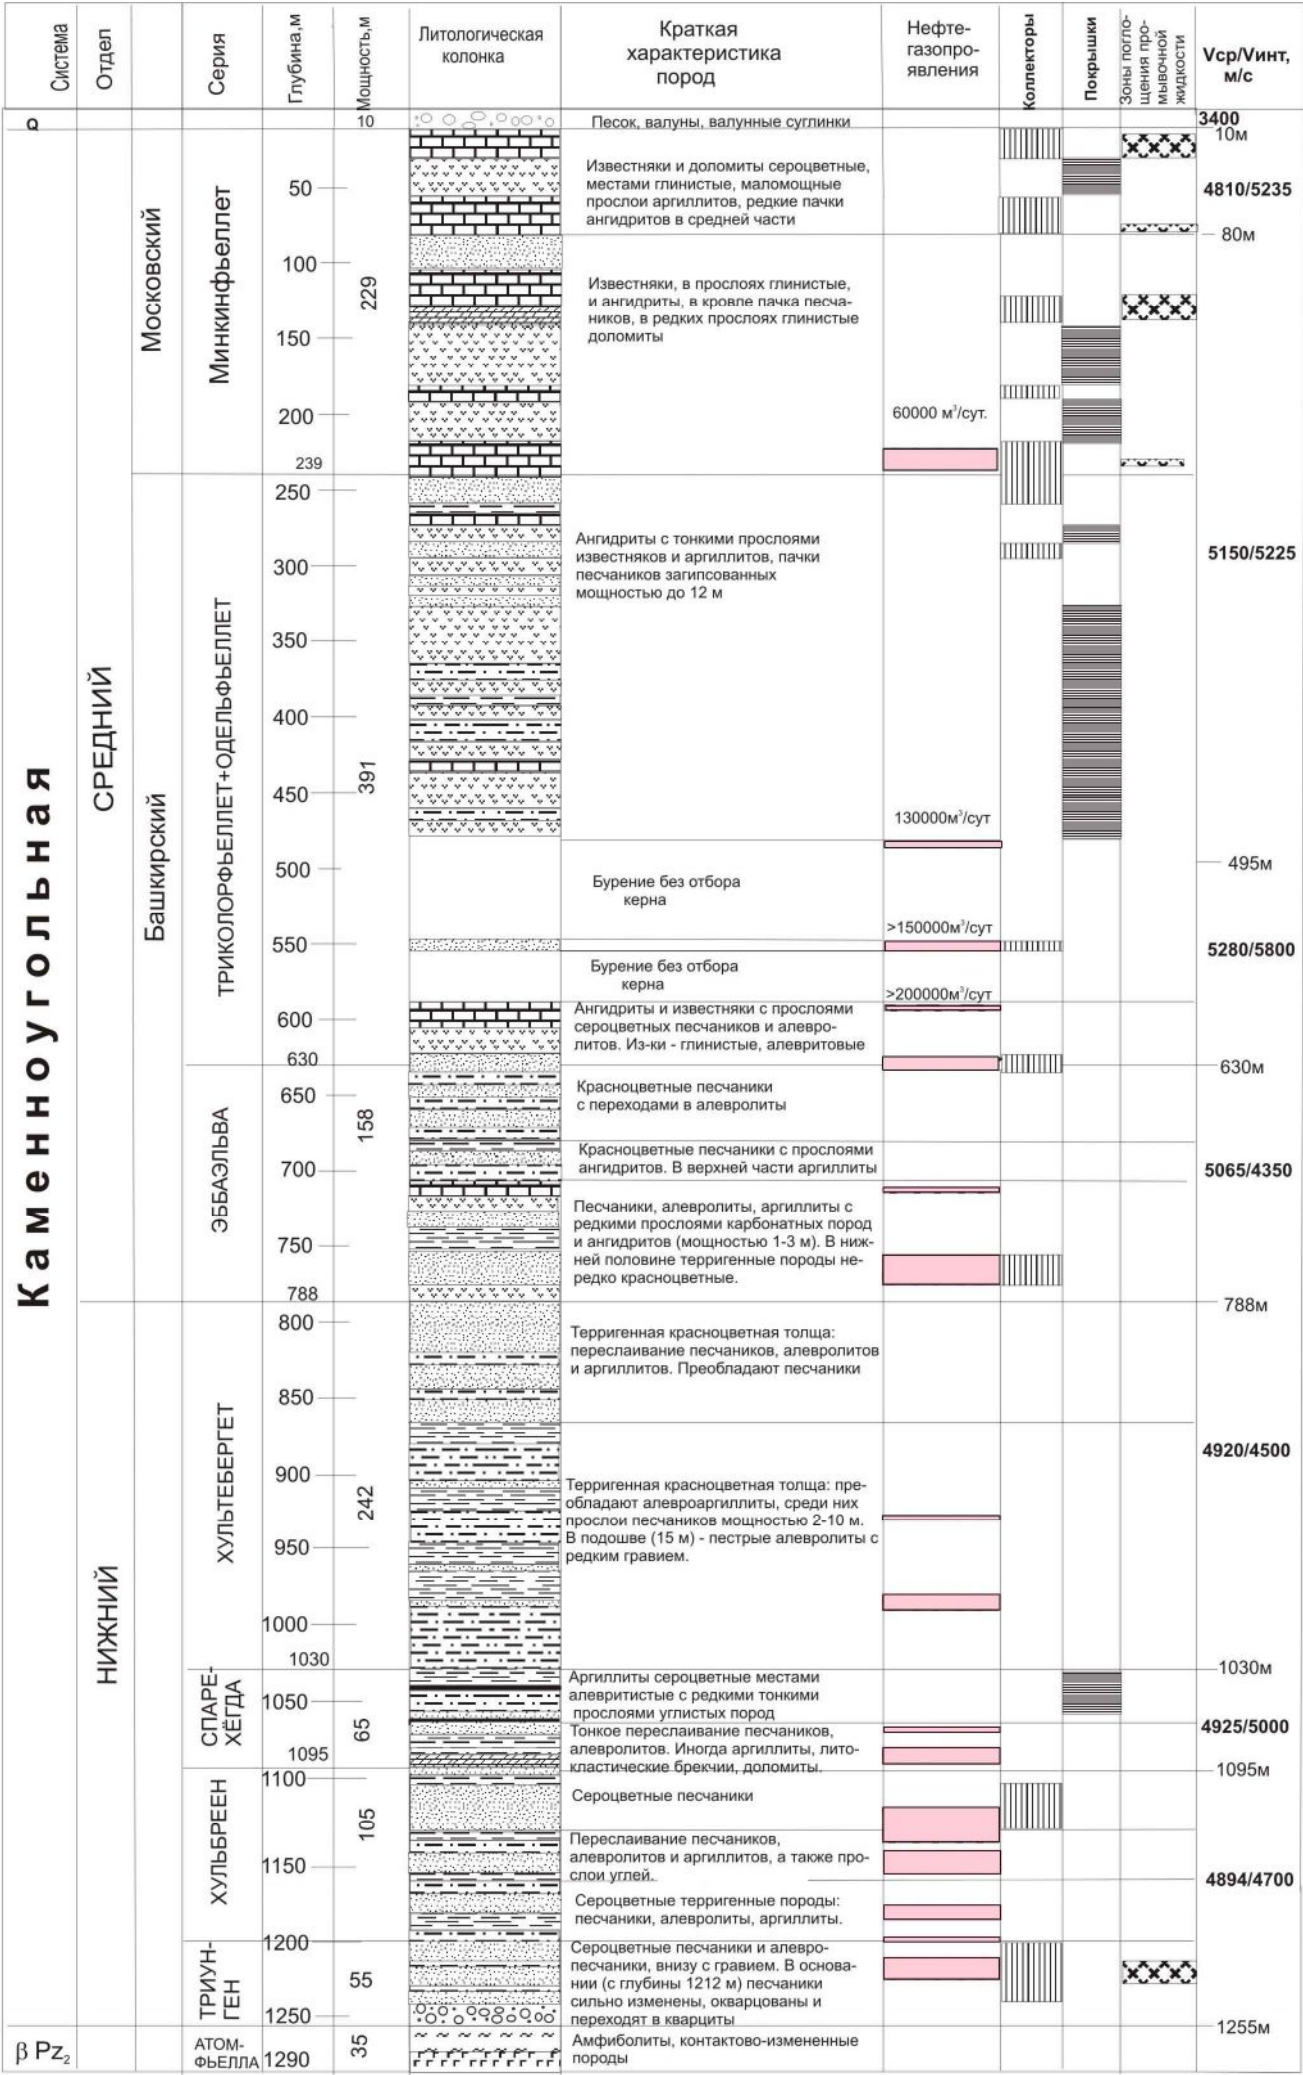 Система
Отдел
Серия
Глубина,м
Мощность,м
Литологическая
колонка
Краткая
характеристика
пород
Нефте-
газопро-
явления
Коллекторы
Покрышки
Зоны погло-
щения про-
мывочной
жидкости
Vср/Vинт,
м/с
Q
10
Песок, валуны, валунные суглинки
3400
10м
Каменноугольная
СРЕДНИЙ
Московский
Минкинфьеллет
50
Известняки и доломиты сероцветные,
местами глинистые, маломощные
прослои аргиллитов, редкие пачки
ангидритов в средней части
4810/5235
80м
100
229
150
200
239
Известняки, в прослоях глинистые,
и ангидриты, в кровле пачка песча-
ников, в редких прослоях глинистые
доломиты
60000 м³/сут.
Башкирский
ТРИКОЛОРФЬЕЛЛЕТ+ОДЕЛЬФЬЕЛЛЕТ
250
300
350
400
391
450
Ангидриты с тонкими прослоями
известняков и аргиллитов, пачки
песчаников загипсованных
мощностью до 12 м
5150/5225
130000м³/сут
500
Бурение без отбора
керна
495м
>150000м³/сут
550
5280/5800
Бурение без отбора
керна
>200000м³/сут
600
630
Ангидриты и известняки с прослоями
сероцветных песчаников и алевро-
литов. Из-ки - глинистые, алевритовые
630м
ЭББАЭЛЬВА
650
158
700
750
788
Красноцветные песчаники
с переходами в алевролиты
Красноцветные песчаники с прослоями
ангидритов. В верхней части аргиллиты
5065/4350
Песчаники, алевролиты, аргиллиты с
редкими прослоями карбонатных пород
и ангидритов (мощностью 1-3 м). В ниж-
ней половине терригенные породы не-
редко красноцветные.
788м
НИЖНИЙ
ХУЛЬТЕБЕРГЕТ
800
850
900
242
950
1000
1030
Терригенная красноцветная толща:
переслаивание песчаников, алевролитов
и аргиллитов. Преобладают песчаники
4920/4500
Терригенная красноцветная толща: пре-
обладают алевроаргиллиты, среди них
прослои песчаников мощностью 2-10 м.
В подошве (15 м) - пестрые алевролиты с
редким гравием.
1030м
СПАРЕ-
ХЁГДА
1050
65
1095
Аргиллиты сероцветные местами
алевритистые с редкими тонкими
прослоями углистых пород
4925/5000
Тонкое переслаивание песчаников,
алевролитов. Иногда аргиллиты, лито-
кластические брекчии, доломиты.
1095м
ХУЛЬБРЕЕН
1100
105
1150
Сероцветные песчаники
Переслаивание песчаников,
алевролитов и аргиллитов, а также про-
слои углей.
4894/4700
Сероцветные терригенные породы:
песчаники, алевролиты, аргиллиты.
ТРИУН-
ГЕН
1200
55
1250
Сероцветные песчаники и алевро-
песчаники, внизу с гравием. В основа-
нии (с глубины 1212 м) песчаники
сильно изменены, окварцованы и
переходят в кварциты
1255м
β Pz₂
АТОМ-
ФЬЕЛЛА
1290
35
Амфиболиты, контактово-измененные
породы